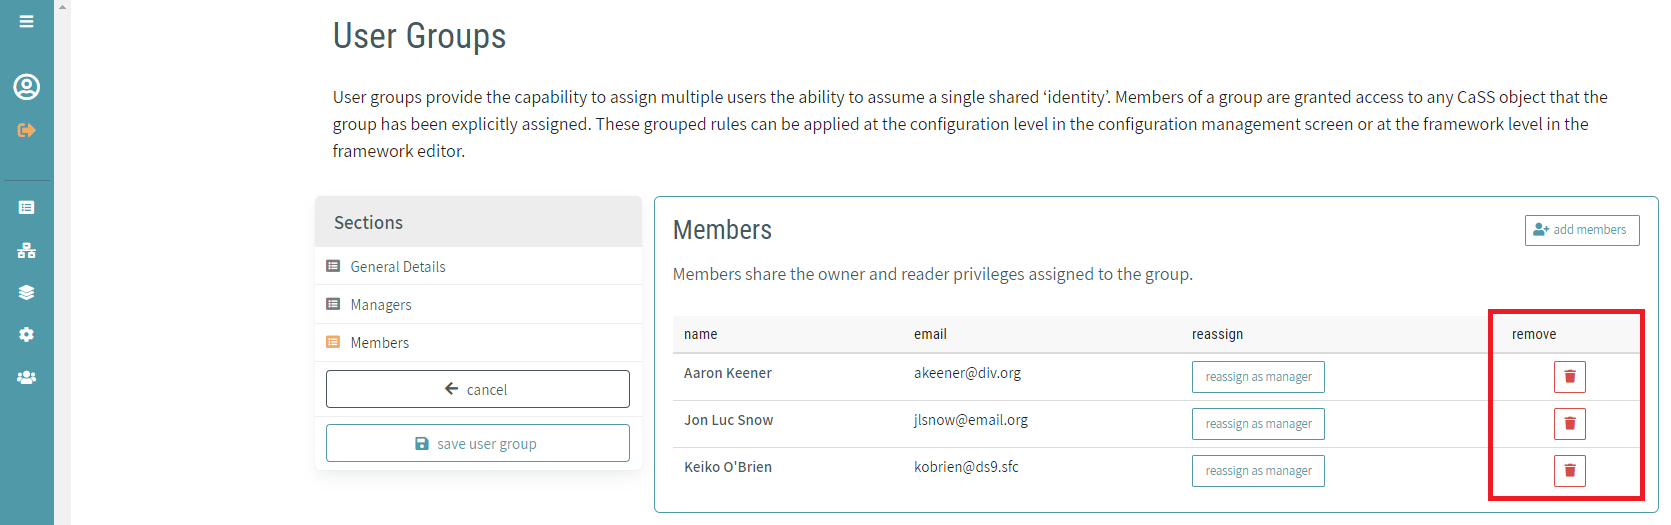 User Groups
User groups provide the capability to assign multiple users the ability to assume a single shared ‘identity’. Members of a group are granted access to any CaSS object that the
group has been explicitly assigned. These grouped rules can be applied at the configuration level in the configuration management screen or at the framework level in the
framework editor.
Sections
General Details
Managers
Members
cancel
save user group
Members
add members
Members share the owner and reader privileges assigned to the group.
name email reassign remove
Aaron Keener akeener@div.org reassign as manager
Jon Luc Snow jlsnow@email.org reassign as manager
Keiko O'Brien kobrien@ds9.sfc reassign as manager